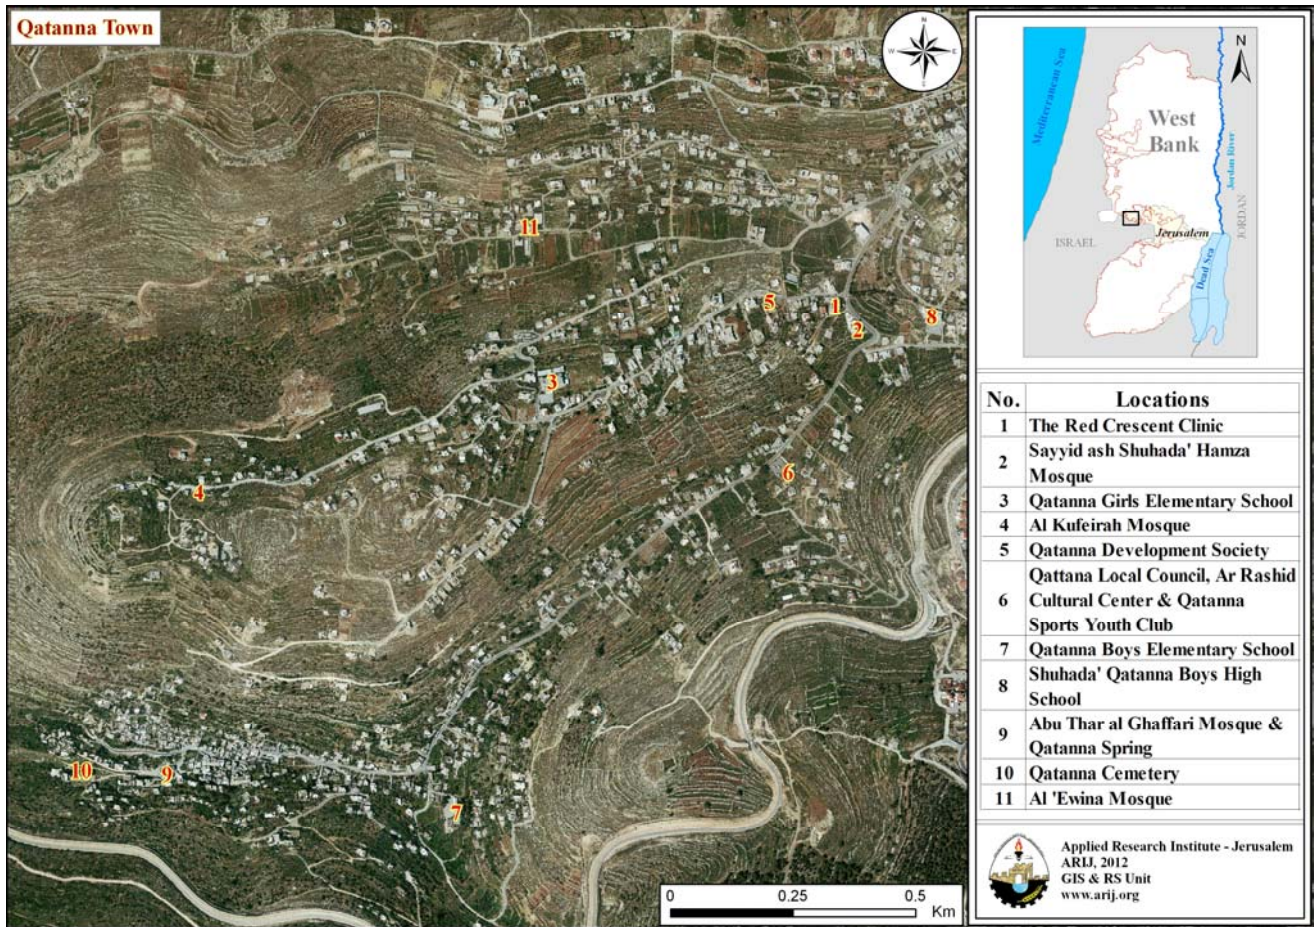 Qatanna Town
N
W
E
S
11
5
1
8
2
3
6
4
10
9
7
0
0.25
0.5
Km
N
Mediterranean Sea
West
Bank
Jordan River
JORDAN
Jerusalem
ISRAEL
Dead Sea
No. Locations
1 The Red Crescent Clinic
2 Sayyid ash Shuhada' Hamza
Mosque
3 Qatanna Girls Elementary School
4 Al Kufeirah Mosque
5 Qatanna Development Society
6 Qattana Local Council, Ar Rashid
Cultural Center & Qatanna
Sports Youth Club
7 Qatanna Boys Elementary School
8 Shuhada' Qatanna Boys High
School
9 Abu Thar al Ghaffari Mosque &
Qatanna Spring
10 Qatanna Cemetery
11 Al 'Ewina Mosque
Applied Research Institute - Jerusalem
ARIJ, 2012
GIS & RS Unit
www.arij.org